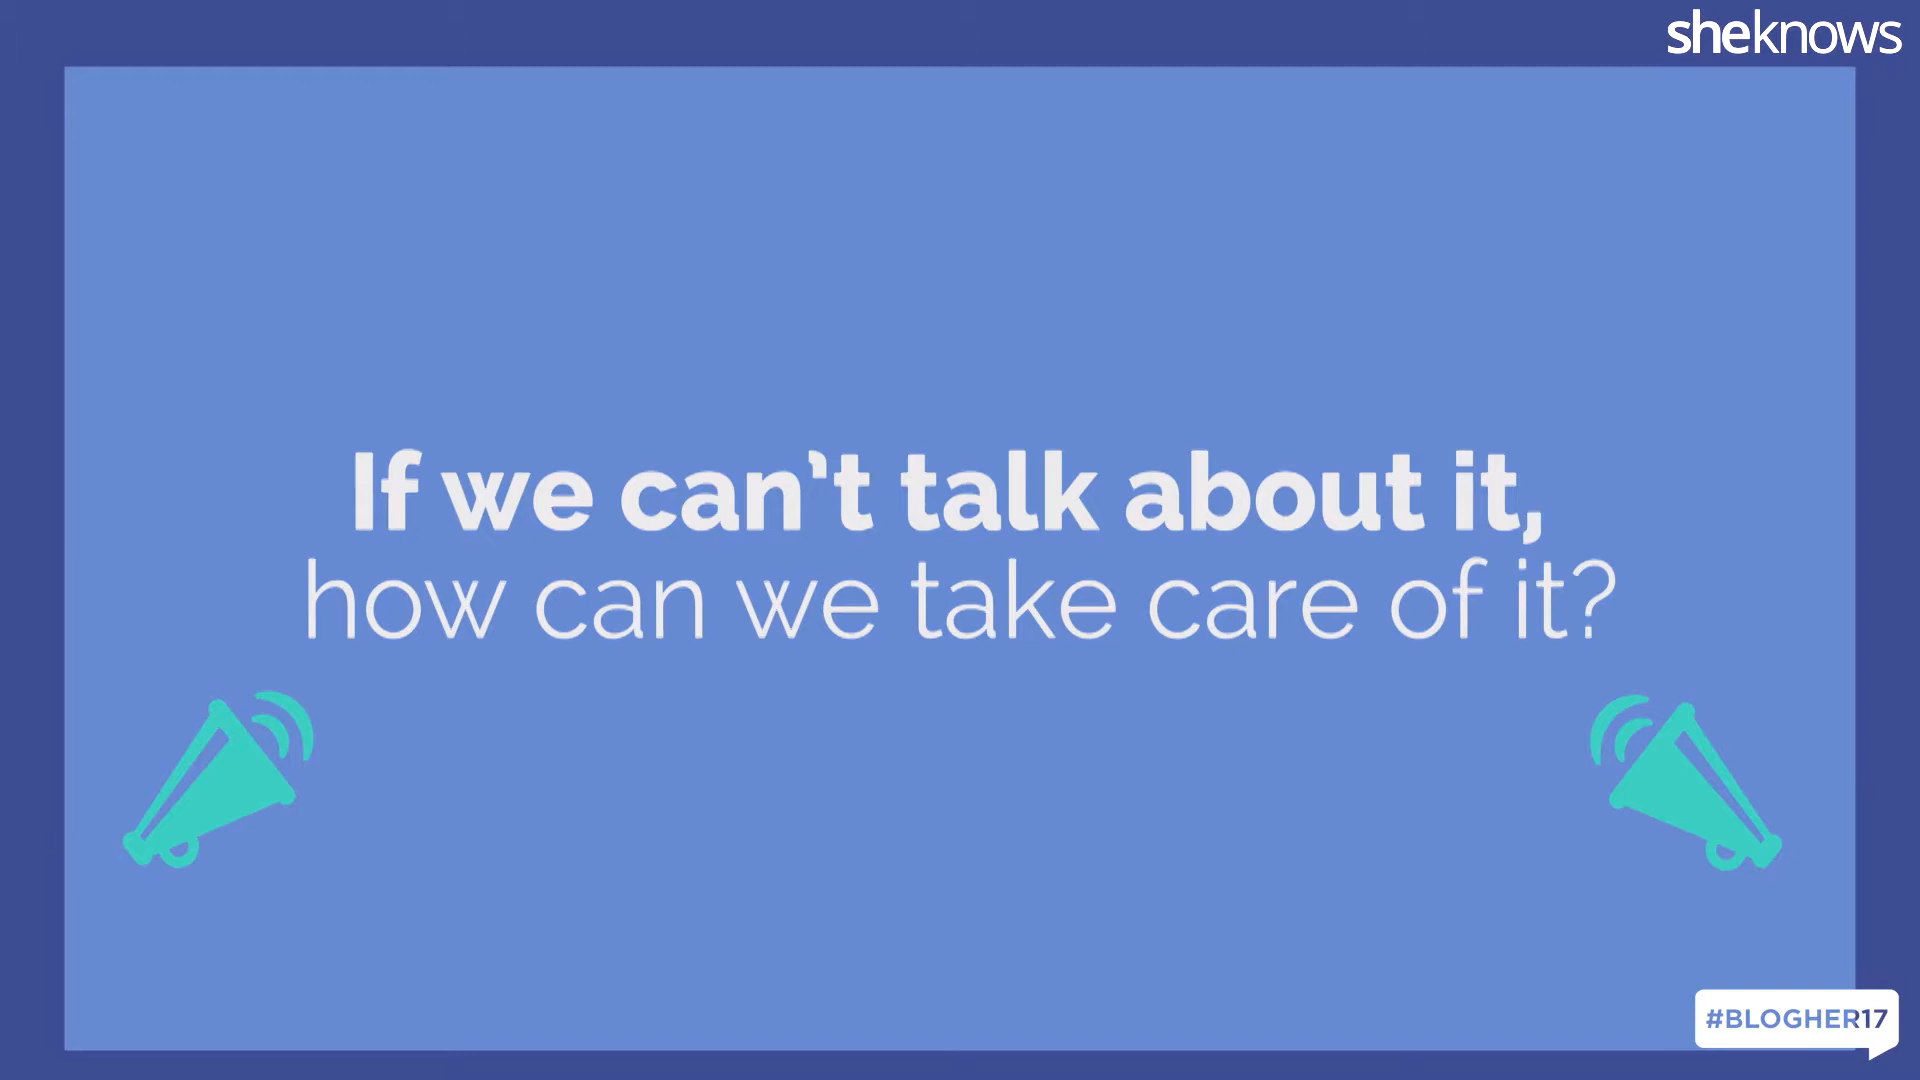 sheknows
If we can't talk about it,
how can we take care of it?
#BLOGHER17